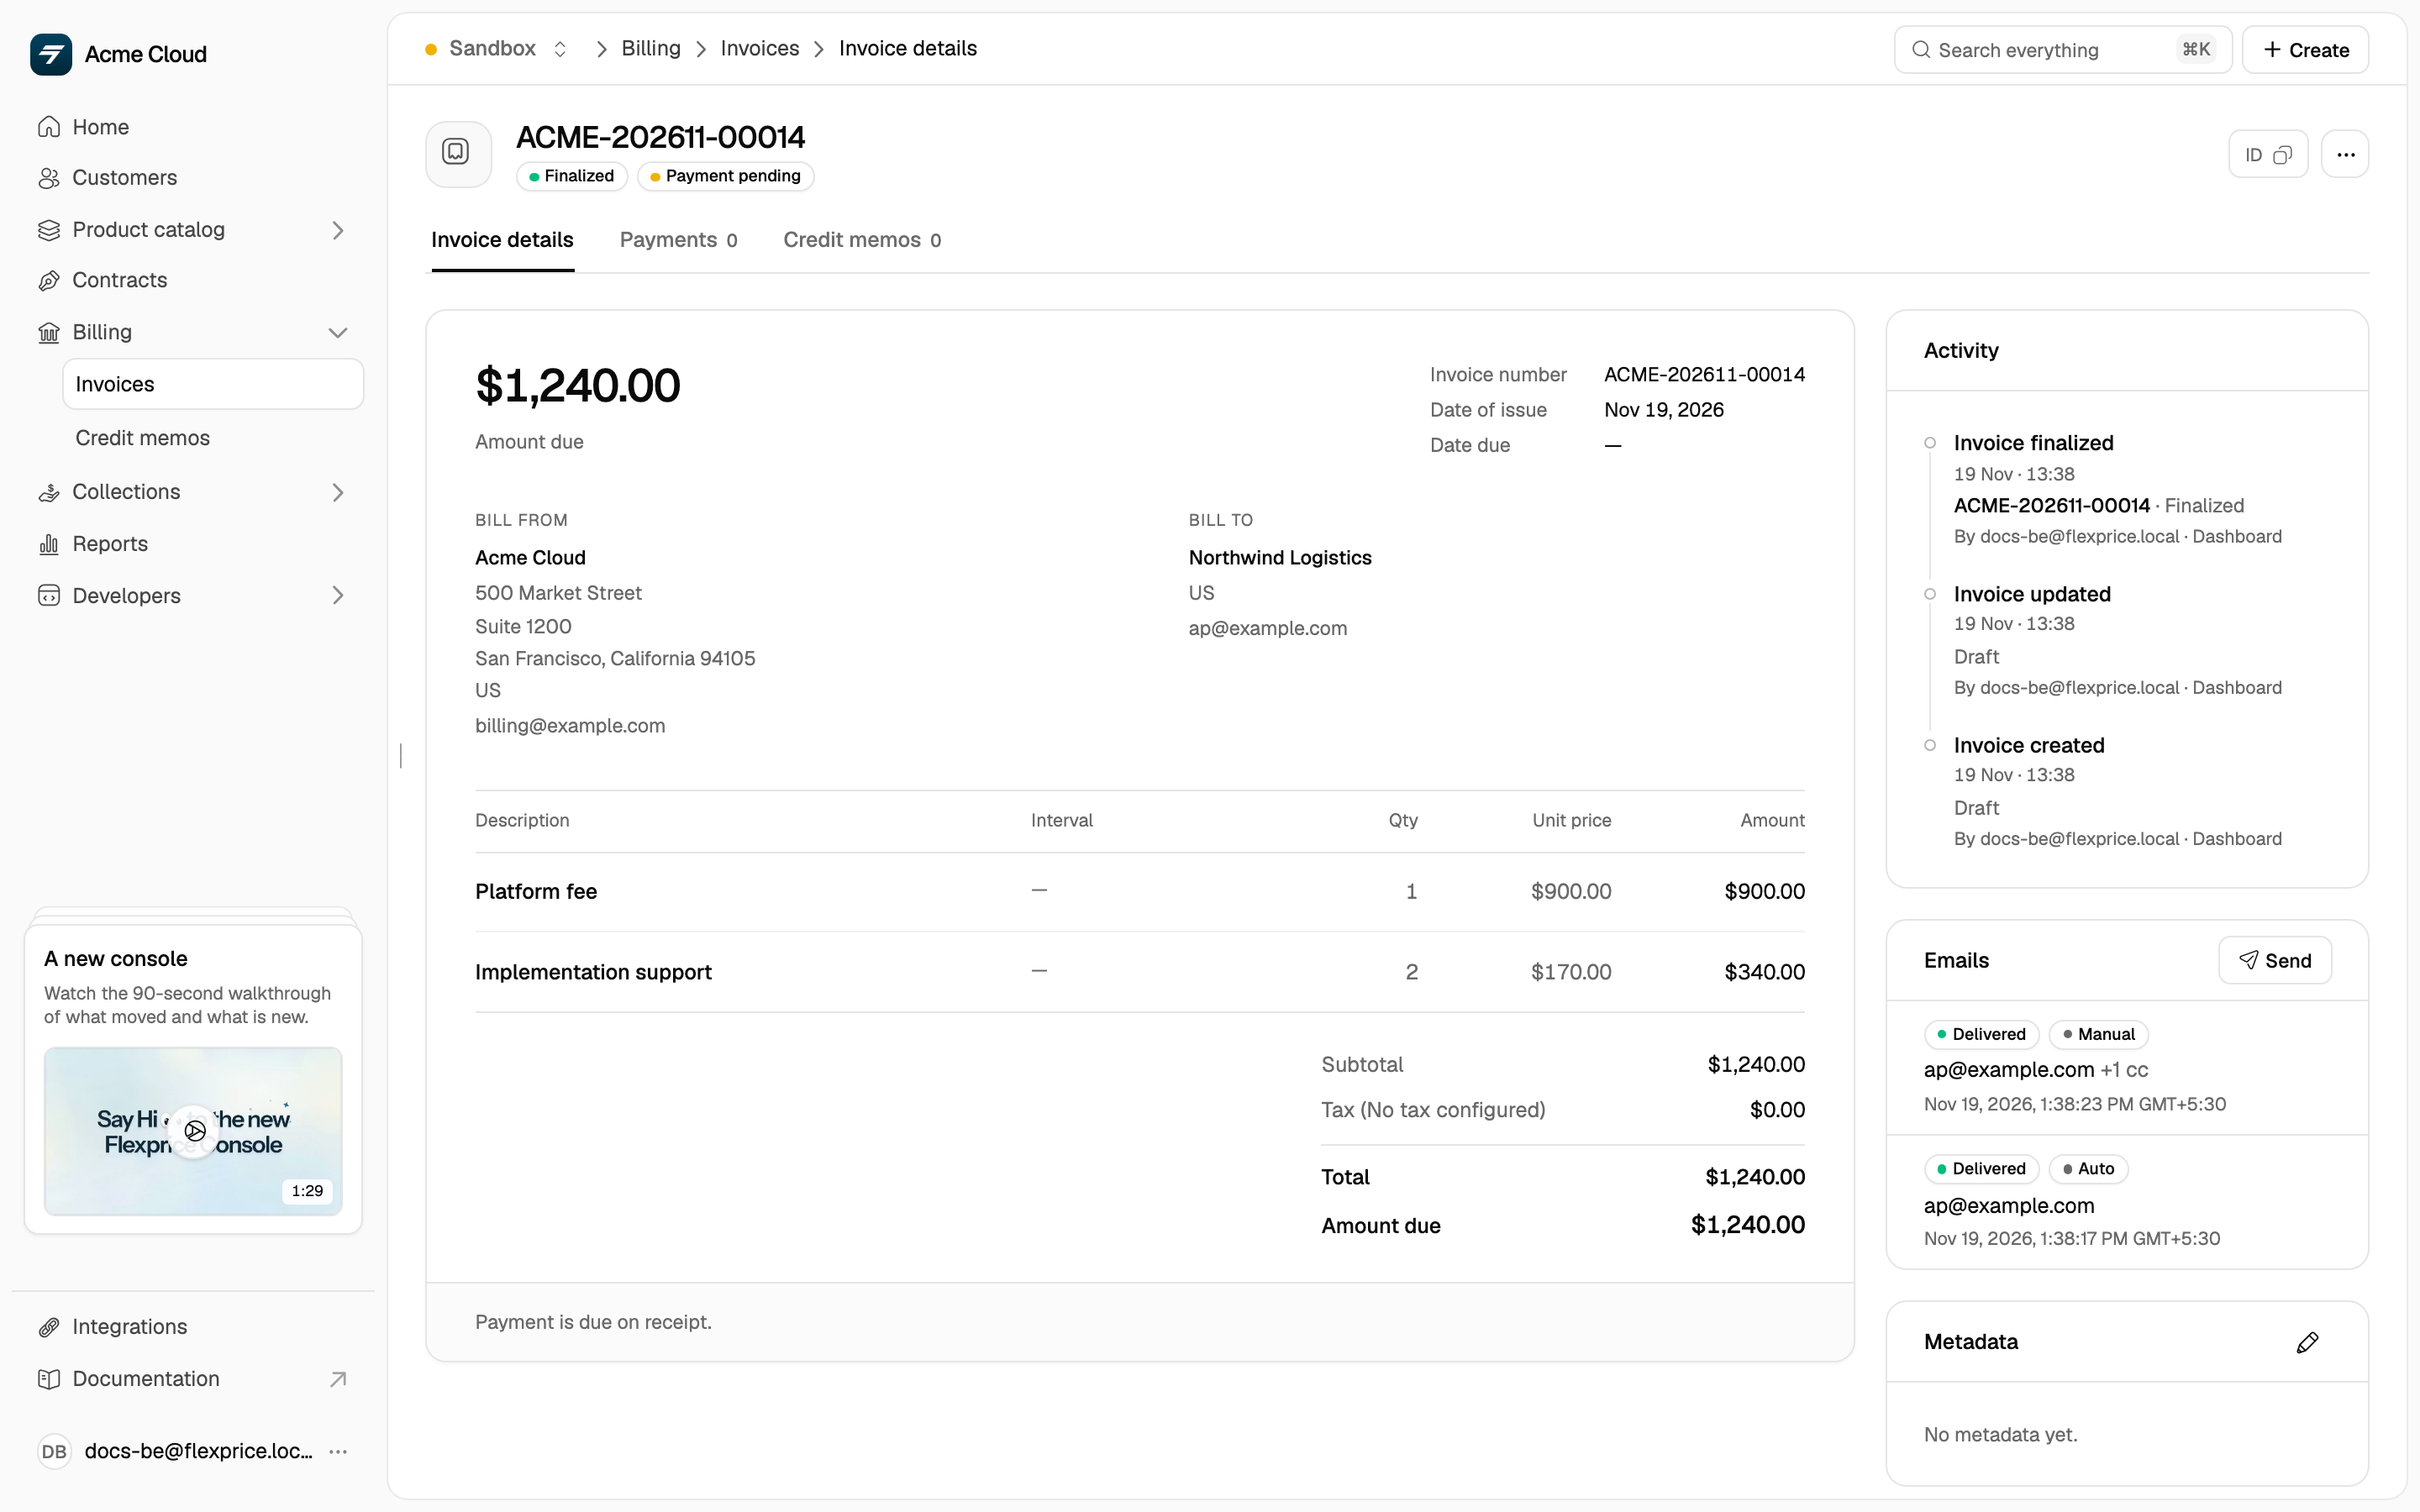 Acme Cloud
Home
Customers
Product catalog
Contracts
Billing
Invoices
Credit memos
Collections
Reports
Developers
A new console
Watch the 90-second walkthrough
of what moved and what is new.
Say Hi to the new
Flexprice Console
1:29
Integrations
Documentation
DB docs-be@flexprice.loc...
Sandbox Billing Invoices Invoice details
Search everything ⌘K
+ Create
ACME-202611-00014
Finalized Payment pending
ID
Invoice details Payments 0 Credit memos 0
$1,240.00
Amount due
Invoice number ACME-202611-00014
Date of issue Nov 19, 2026
Date due —
BILL FROM
Acme Cloud
500 Market Street
Suite 1200
San Francisco, California 94105
US
billing@example.com
BILL TO
Northwind Logistics
US
ap@example.com
Description Interval Qty Unit price Amount
Platform fee — 1 $900.00 $900.00
Implementation support — 2 $170.00 $340.00
Subtotal $1,240.00
Tax (No tax configured) $0.00
Total $1,240.00
Amount due $1,240.00
Payment is due on receipt.
Activity
Invoice finalized
19 Nov · 13:38
ACME-202611-00014 · Finalized
By docs-be@flexprice.local · Dashboard
Invoice updated
19 Nov · 13:38
Draft
By docs-be@flexprice.local · Dashboard
Invoice created
19 Nov · 13:38
Draft
By docs-be@flexprice.local · Dashboard
Emails
Send
Delivered Manual
ap@example.com +1 cc
Nov 19, 2026, 1:38:23 PM GMT+5:30
Delivered Auto
ap@example.com
Nov 19, 2026, 1:38:17 PM GMT+5:30
Metadata
No metadata yet.